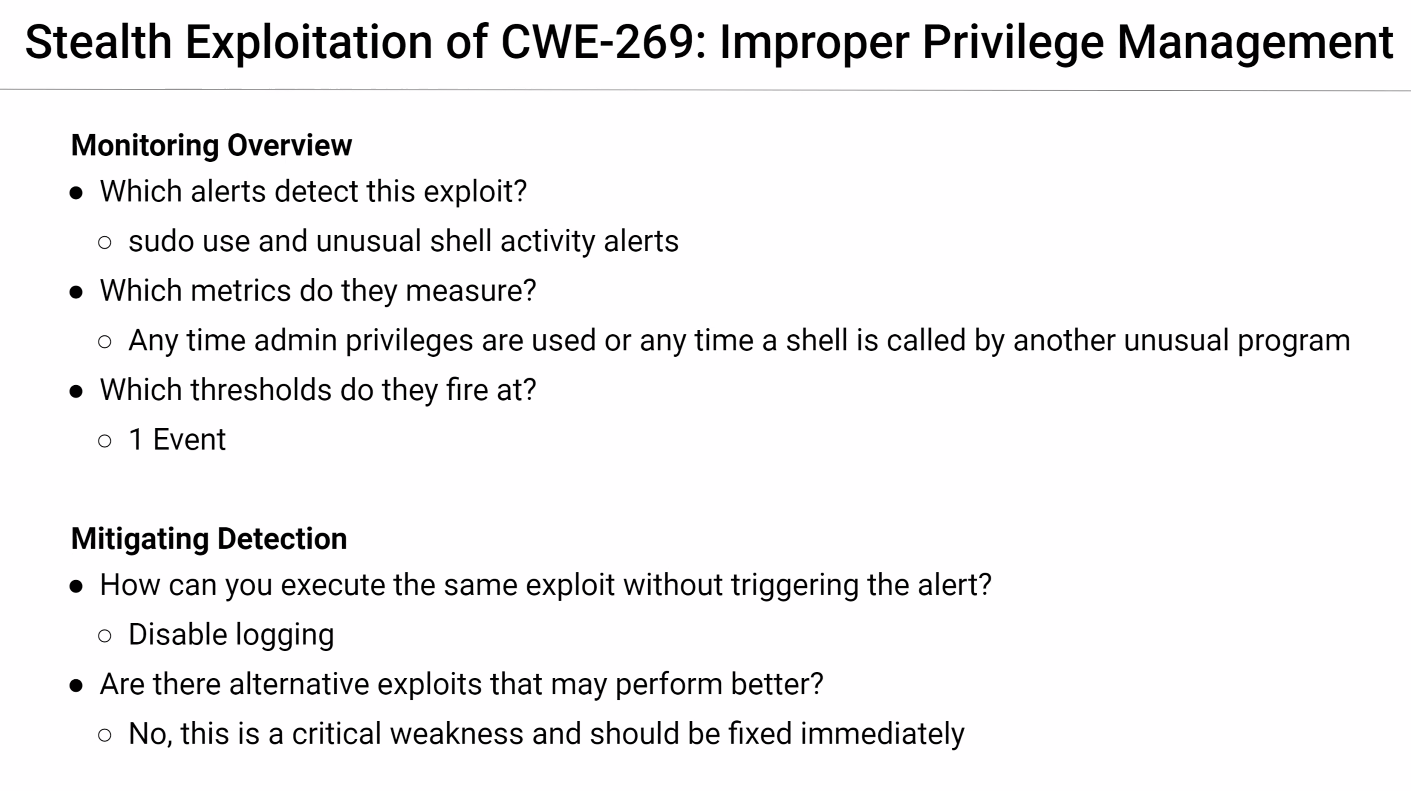 Stealth Exploitation of CWE-269: Improper Privilege Management
Monitoring Overview
● Which alerts detect this exploit?
○ sudo use and unusual shell activity alerts
● Which metrics do they measure?
○ Any time admin privileges are used or any time a shell is called by another unusual program
● Which thresholds do they fire at?
○ 1 Event
Mitigating Detection
● How can you execute the same exploit without triggering the alert?
○ Disable logging
● Are there alternative exploits that may perform better?
○ No, this is a critical weakness and should be fixed immediately